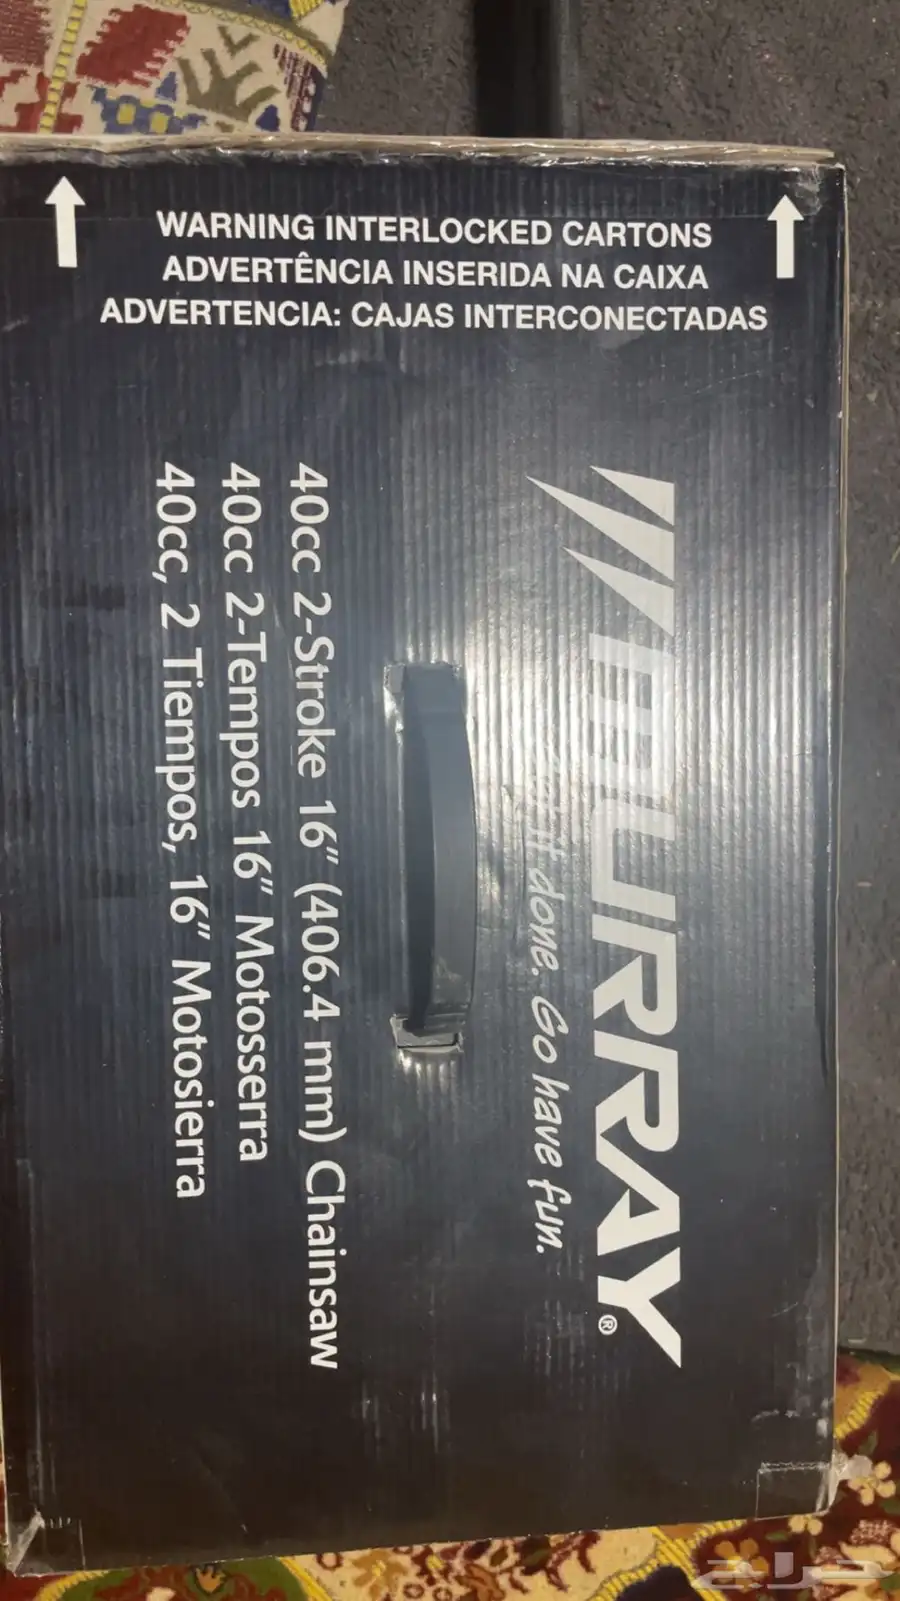 WARNING INTERLOCKED CARTONS
ADVERTÊNCIA INSERIDA NA CAIXA
ADVERTENCIA: CAJAS INTERCONECTADAS
MURRAY®
it done. Go have fun.
40cc 2-Stroke 16" (406.4 mm) Chainsaw
40cc 2-Tempos 16" Motosserra
40cc, 2 Tiempos, 16" Motosierra
حراج